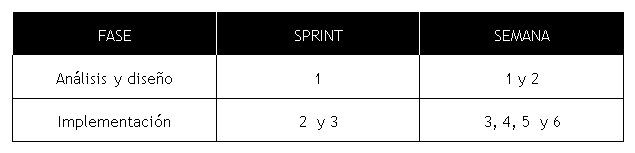 FASE SPRINT SEMANA
Análisis y diseño 1 1 y 2
Implementación 2 y 3 3, 4, 5 y 6